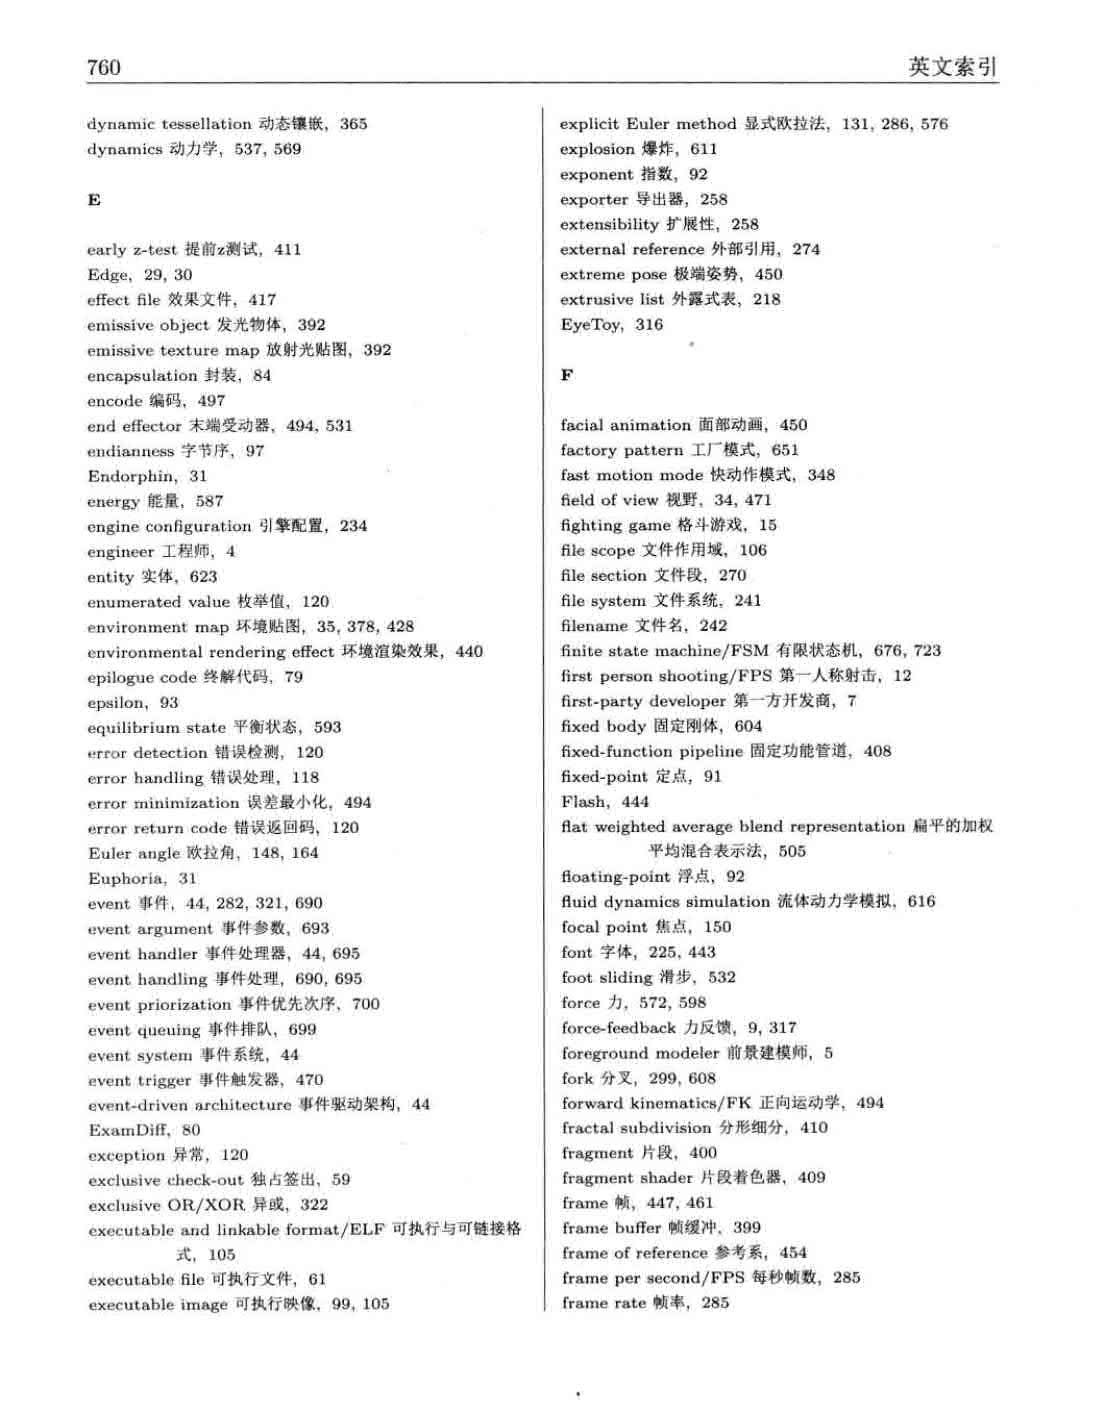 760
英文索引
dynamic tessellation 动态镶嵌, 365
dynamics 动力学, 537, 569
E
early z-test 提前z测试, 411
Edge, 29, 30
effect file 效果文件, 417
emissive object 发光物体, 392
emissive texture map 放射光贴图, 392
encapsulation 封装, 84
encode 编码, 497
end effector 末端受动器, 494, 531
endianness 字节序, 97
Endorphin, 31
energy 能量, 587
engine configuration 引擎配置, 234
engineer 工程师, 4
entity 实体, 623
enumerated value 枚举值, 120
environment map 环境贴图, 35, 378, 428
environmental rendering effect 环境渲染效果, 440
epilogue code 终解代码, 79
epsilon, 93
equilibrium state 平衡状态, 593
error detection 错误检测, 120
error handling 错误处理, 118
error minimization 误差最小化, 494
error return code 错误返回码, 120
Euler angle 欧拉角, 148, 164
Euphoria, 31
event 事件, 44, 282, 321, 690
event argument 事件参数, 693
event handler 事件处理器, 44, 695
event handling 事件处理, 690, 695
event priorization 事件优先次序, 700
event queuing 事件排队, 699
event system 事件系统, 44
event trigger 事件触发器, 470
event-driven architecture 事件驱动架构, 44
ExamDiff, 80
exception 异常, 120
exclusive check-out 独占签出, 59
exclusive OR/XOR 异或, 322
executable and linkable format/ELF 可执行与可链接格
式, 105
executable file 可执行文件, 61
executable image 可执行映像, 99, 105
explicit Euler method 显式欧拉法, 131, 286, 576
explosion 爆炸, 611
exponent 指数, 92
exporter 导出器, 258
extensibility 扩展性, 258
external reference 外部引用, 274
extreme pose 极端姿势, 450
extrusive list 外露式表, 218
EyeToy, 316
F
facial animation 面部动画, 450
factory pattern 工厂模式, 651
fast motion mode 快动作模式, 348
field of view 视野, 34, 471
fighting game 格斗游戏, 15
file scope 文件作用域, 106
file section 文件段, 270
file system 文件系统, 241
filename 文件名, 242
finite state machine/FSM 有限状态机, 676, 723
first person shooting/FPS 第一人称射击, 12
first-party developer 第一方开发商, 7
fixed body 固定刚体, 604
fixed-function pipeline 固定功能管道, 408
fixed-point 定点, 91
Flash, 444
flat weighted average blend representation 扁平的加权
平均混合表示法, 505
floating-point 浮点, 92
fluid dynamics simulation 流体动力学模拟, 616
focal point 焦点, 150
font 字体, 225, 443
foot sliding 滑步, 532
force 力, 572, 598
force-feedback 力反馈, 9, 317
foreground modeler 前景建模师, 5
fork 分叉, 299, 608
forward kinematics/FK 正向运动学, 494
fractal subdivision 分形细分, 410
fragment 片段, 400
fragment shader 片段着色器, 409
frame 帧, 447, 461
frame buffer 帧缓冲, 399
frame of reference 参考系, 454
frame per second/FPS 每秒帧数, 285
frame rate 帧率, 285